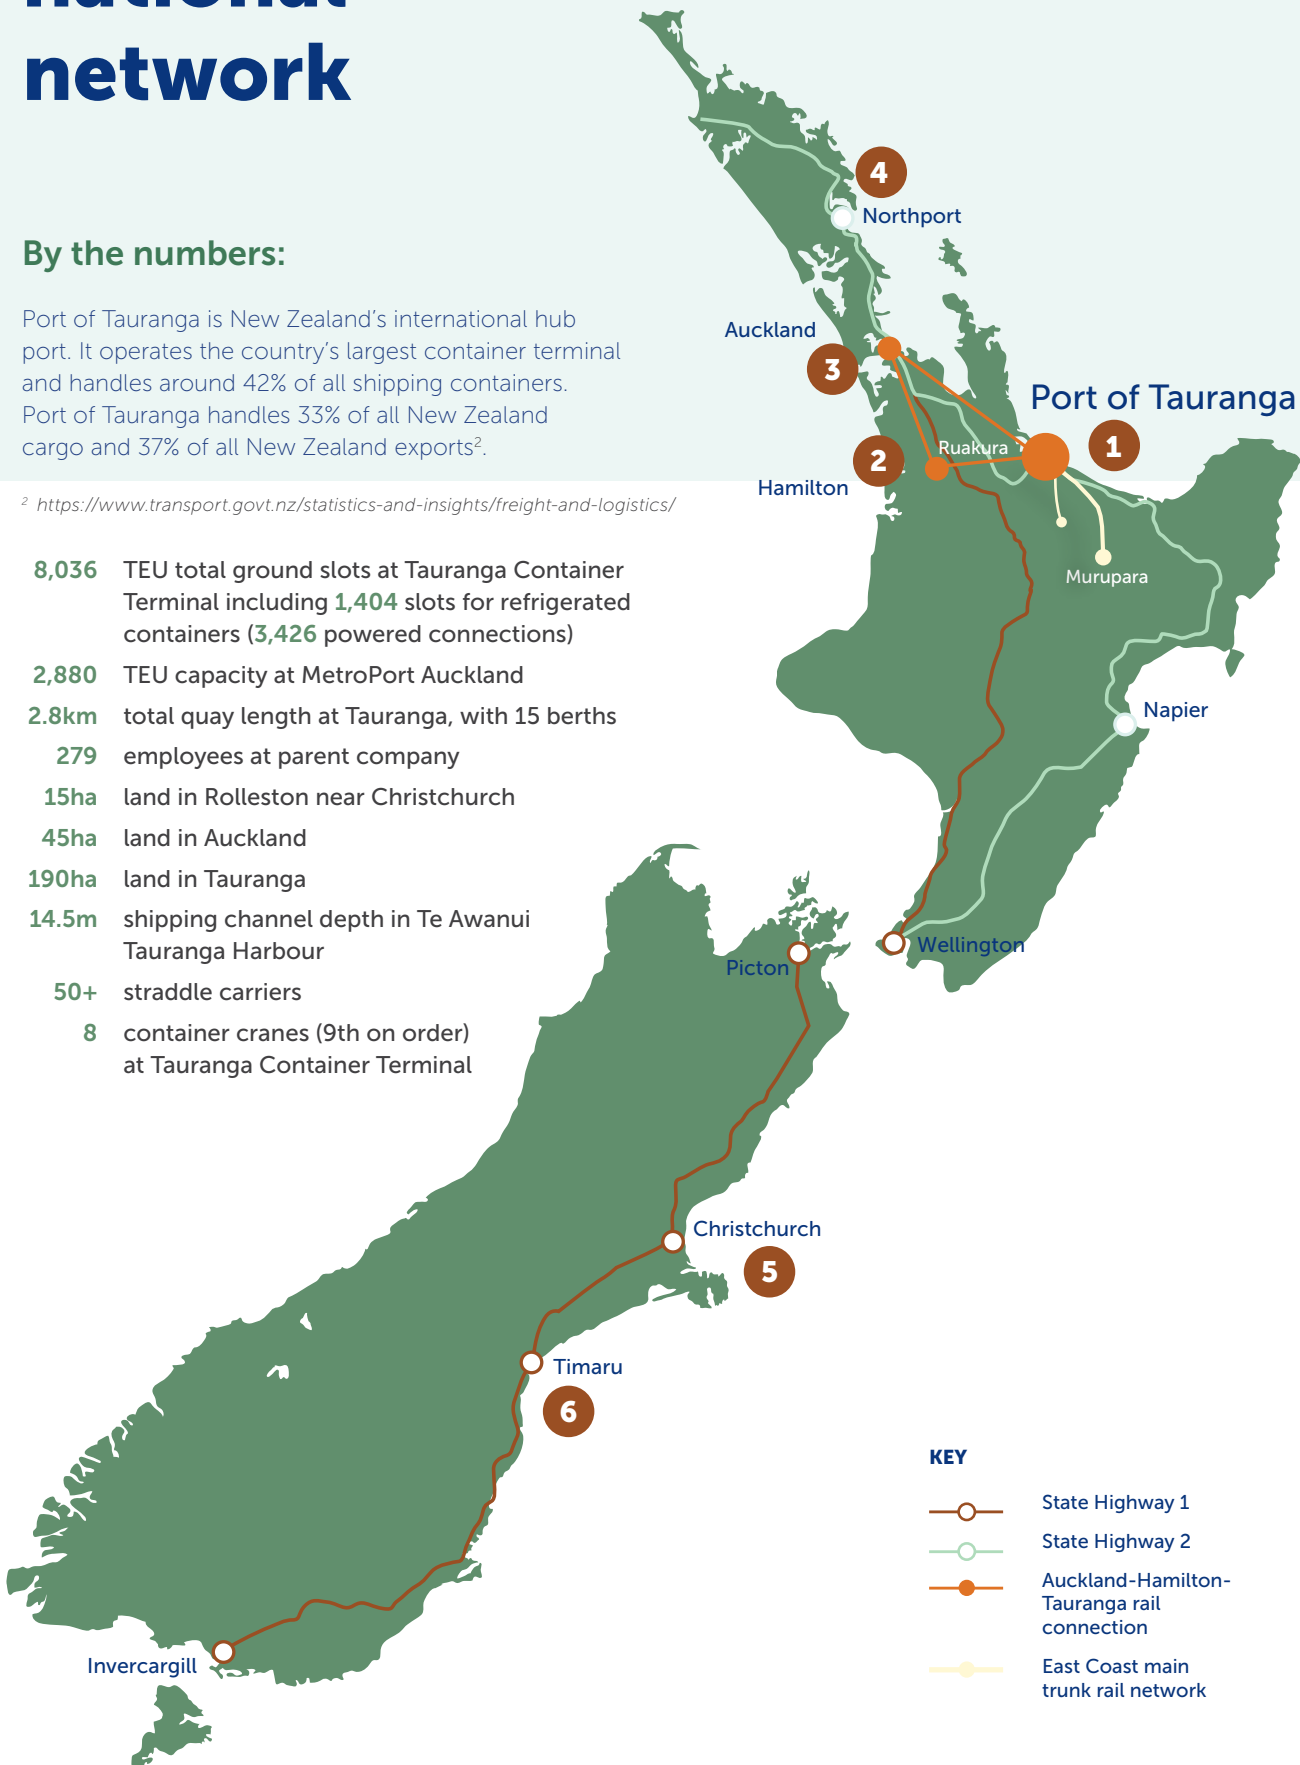 national
network
By the numbers:
Port of Tauranga is New Zealand's international hub
port. It operates the country's largest container terminal
and handles around 42% of all shipping containers.
Port of Tauranga handles 33% of all New Zealand
cargo and 37% of all New Zealand exports².
² https://www.transport.govt.nz/statistics-and-insights/freight-and-logistics/
8,036 TEU total ground slots at Tauranga Container
Terminal including 1,404 slots for refrigerated
containers (3,426 powered connections)
2,880 TEU capacity at MetroPort Auckland
2.8km total quay length at Tauranga, with 15 berths
279 employees at parent company
15ha land in Rolleston near Christchurch
45ha land in Auckland
190ha land in Tauranga
14.5m shipping channel depth in Te Awanui
Tauranga Harbour
50+ straddle carriers
8 container cranes (9th on order)
at Tauranga Container Terminal
4
Northport
Auckland
3
Port of Tauranga
1
Ruakura
2
Hamilton
Murupara
Napier
Wellington
Picton
Christchurch
5
Timaru
6
Invercargill
KEY
State Highway 1
State Highway 2
Auckland-Hamilton-
Tauranga rail
connection
East Coast main
trunk rail network